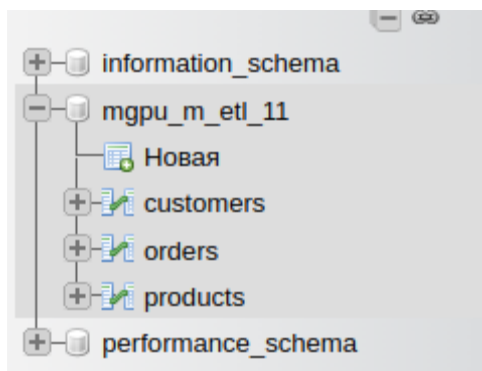 information_schema
mgpu_m_etl_11
Новая
customers
orders
products
performance_schema